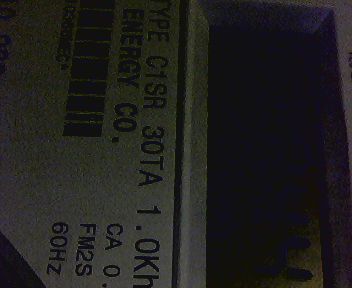 TYPE C1SR 30TA 1.0Kh
ENERGY CO.
CA 0.
FM2S
60HZ